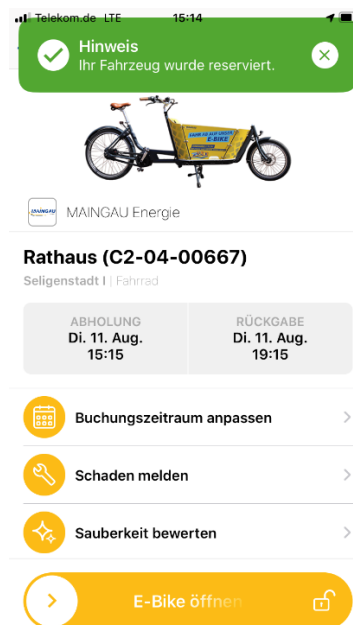 Telekom.de LTE 15:14
Hinweis
Ihr Fahrzeug wurde reserviert.
E-BIKE
MAINGAU
MAINGAU Energie
Rathaus (C2-04-00667)
Seligenstadt I | Fahrrad
ABHOLUNG
Di. 11. Aug.
15:15
RÜCKGABE
Di. 11. Aug.
19:15
Buchungszeitraum anpassen
Schaden melden
Sauberkeit bewerten
E-Bike öffnen